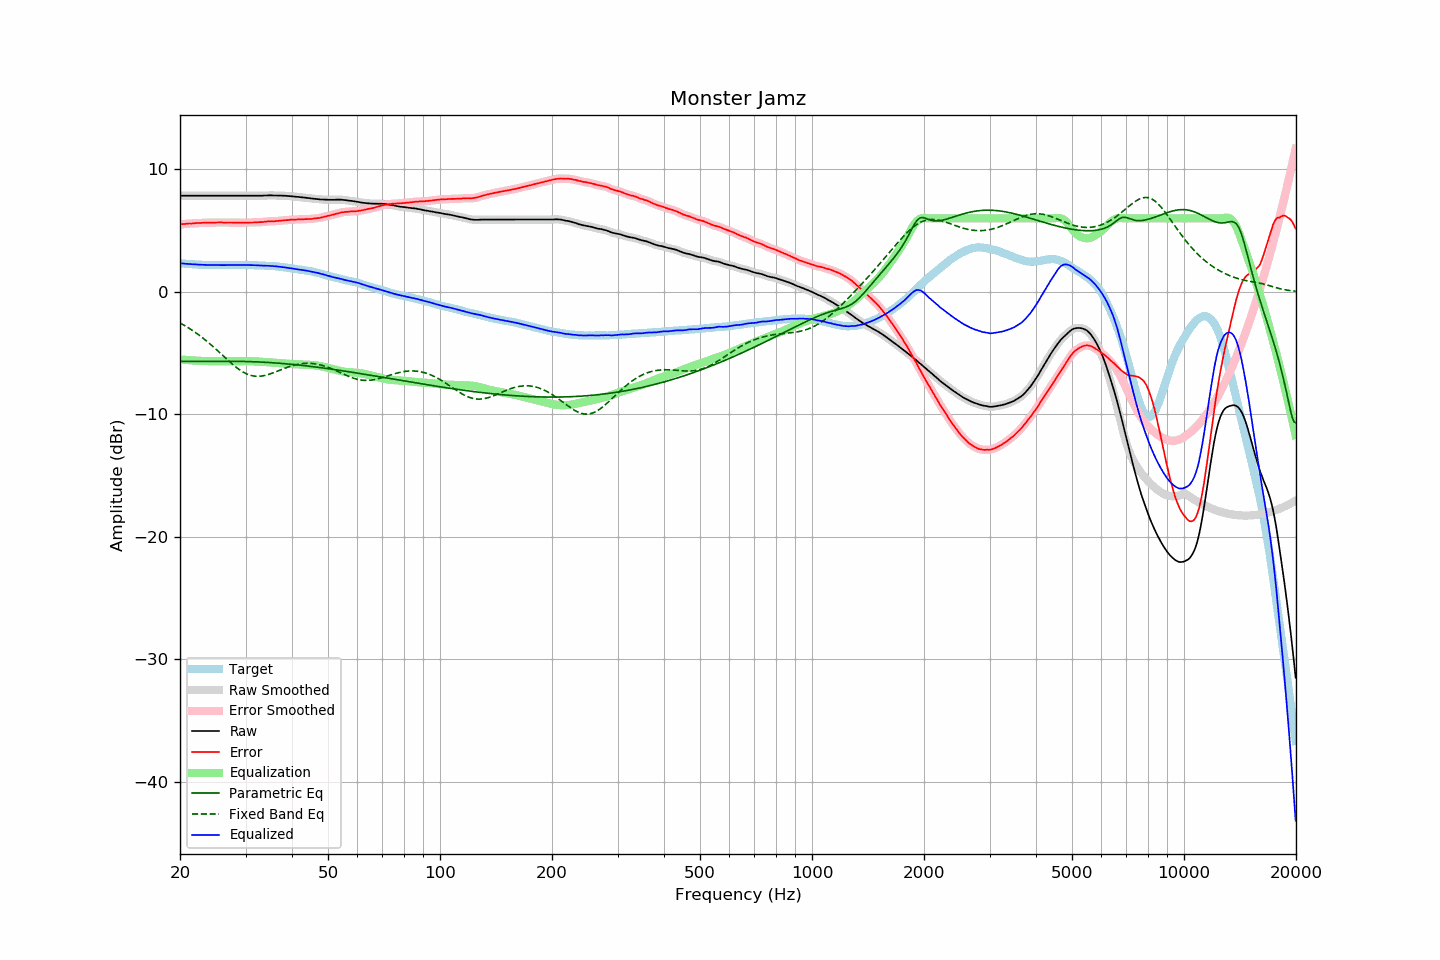 Monster Jamz
Amplitude (dBr)
10
0
−10
−20
−30
−40
Target
Raw Smoothed
Error Smoothed
Raw
Error
Equalization
Parametric Eq
Fixed Band Eq
Equalized
20 50 100 200 500 1000 2000 5000 10000 20000
Frequency (Hz)